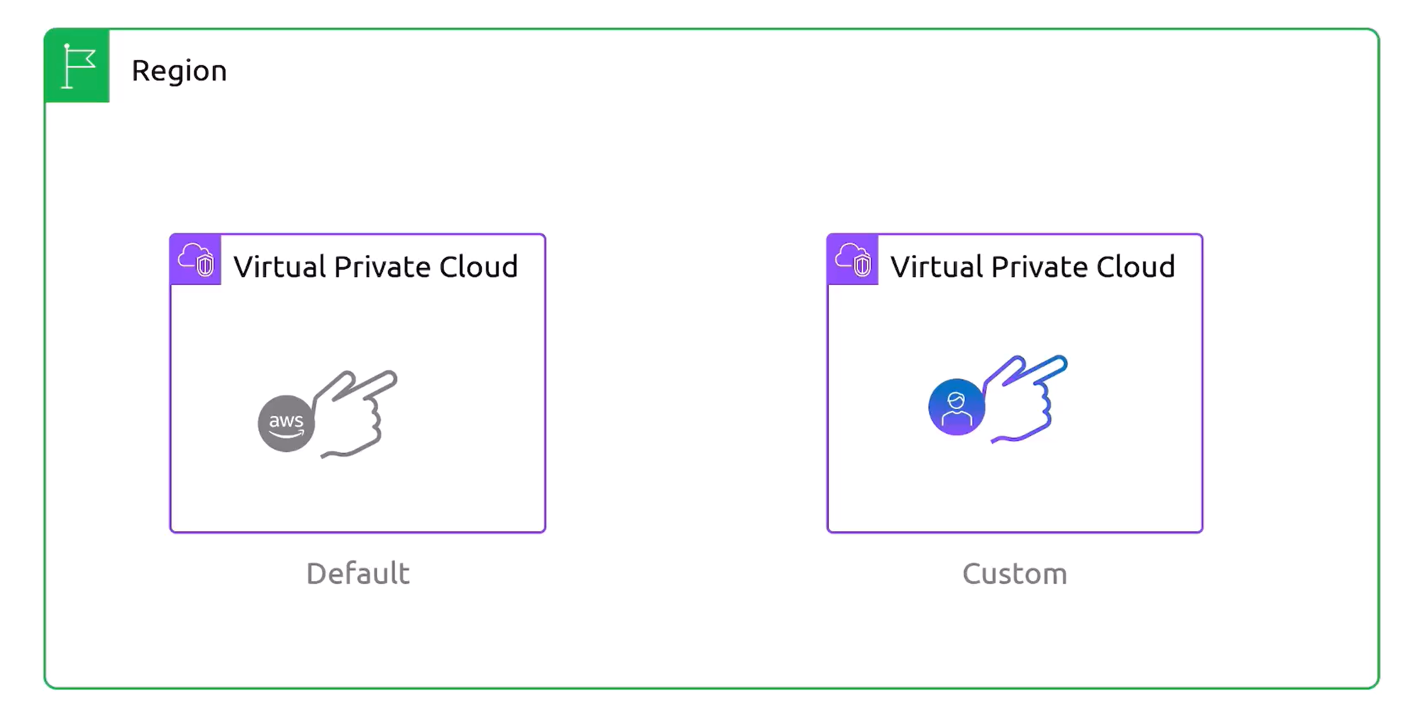 Region
Virtual Private Cloud
Virtual Private Cloud
aws
Default
Custom